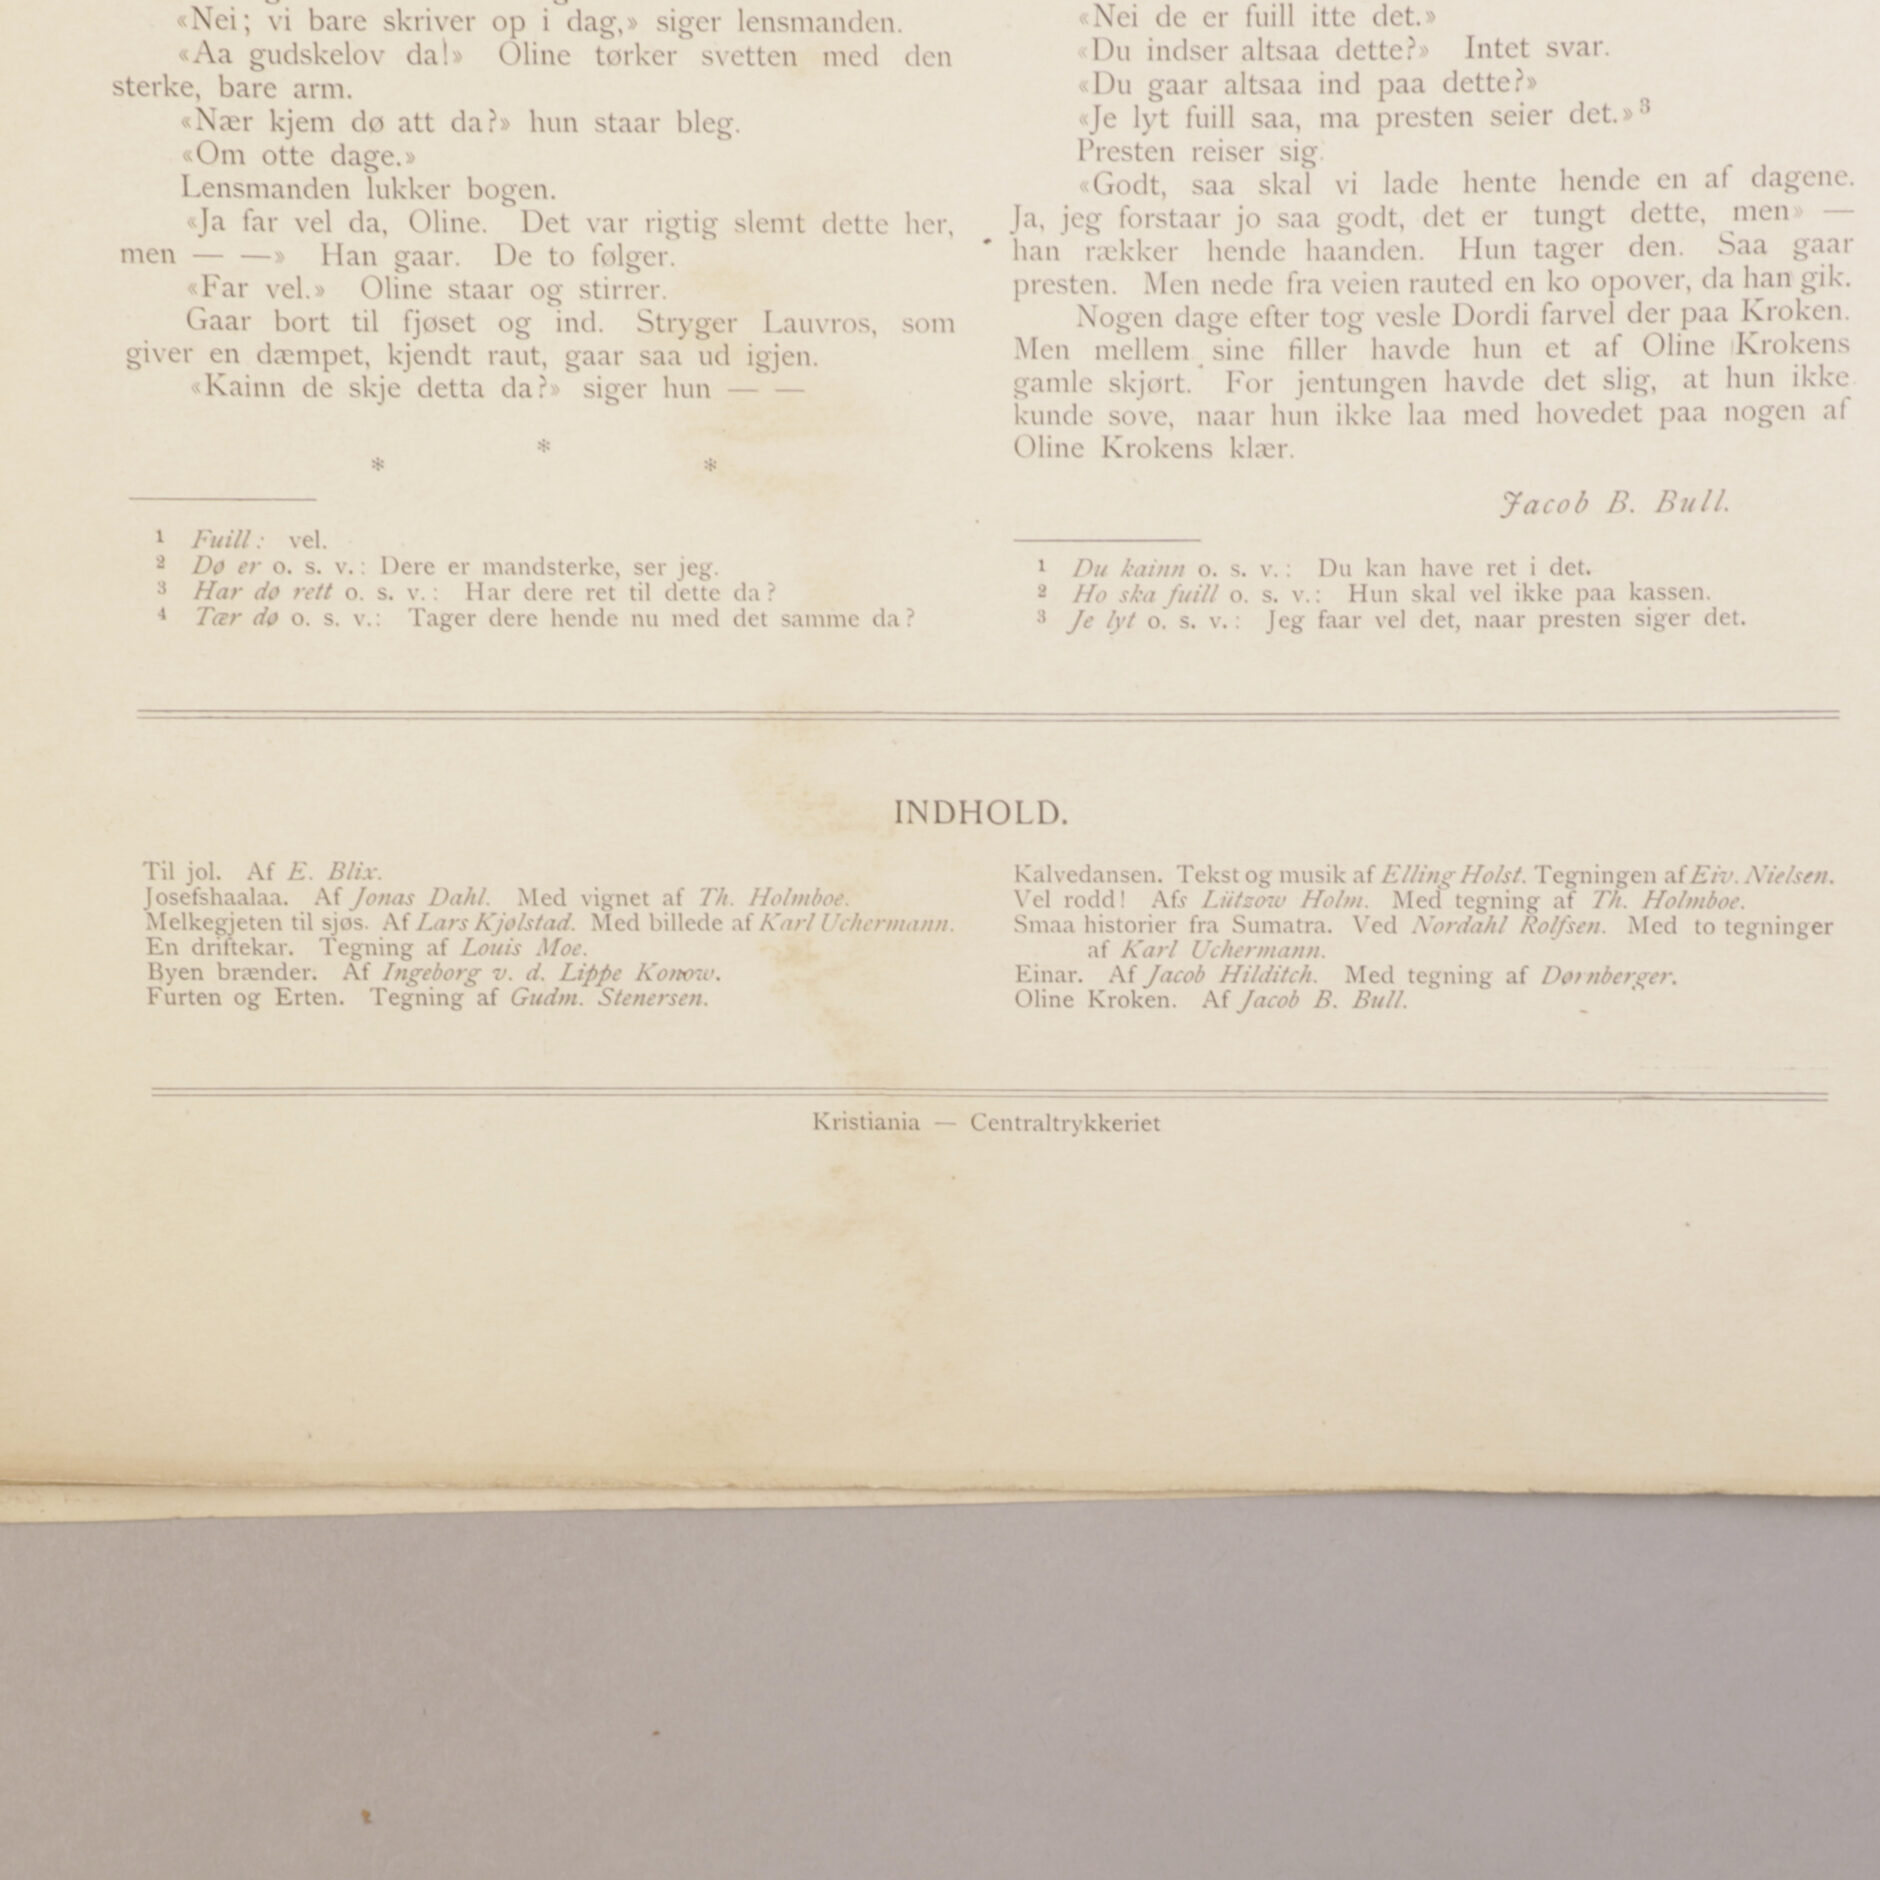 «Nei; vi bare skriver op i dag,» siger lensmanden.
«Aa gudskelov da!» Oline tørker svetten med den
sterke, bare arm.
«Nær kjem dø att da?» hun staar bleg.
«Om otte dage.»
Lensmanden lukker bogen.
«Ja far vel da, Oline. Det var rigtig slemt dette her,
men — —» Han gaar. De to følger.
«Far vel.» Oline staar og stirrer.
Gaar bort til fjøset og ind. Stryger Lauvros, som
giver en dæmpet, kjendt raut, gaar saa ud igjen.
«Kainn de skje detta da?» siger hun — —
* * *
1 Fuill: vel.
2 Dø er o. s. v.: Dere er mandsterke, ser jeg.
3 Har dø rett o. s. v.: Har dere ret til dette da?
4 Tær dø o. s. v.: Tager dere hende nu med det samme da?
«Nei de er fuill itte det.»
«Du indser altsaa dette?» Intet svar.
«Du gaar altsaa ind paa dette?»
«Je lyt fuill saa, ma presten seier det.»3
Presten reiser sig.
«Godt, saa skal vi lade hente hende en af dagene.
Ja, jeg forstaar jo saa godt, det er tungt dette, men» —
han rækker hende haanden. Hun tager den. Saa gaar
presten. Men nede fra veien rauted en ko opover, da han gik.
Nogen dage efter tog vesle Dordi farvel der paa Kroken.
Men mellem sine filler havde hun et af Oline Krokens
gamle skjørt. For jentungen havde det slig, at hun ikke
kunde sove, naar hun ikke laa med hovedet paa nogen af
Oline Krokens klær.
Jacob B. Bull.
1 Du kainn o. s. v.: Du kan have ret i det.
2 Ho ska fuill o. s. v.: Hun skal vel ikke paa kassen.
3 Je lyt o. s. v.: Jeg faar vel det, naar presten siger det.
INDHOLD.
Til jol. Af E. Blix.
Josefshaalaa. Af Jonas Dahl. Med vignet af Th. Holmboe.
Melkegjeten til sjøs. Af Lars Kjølstad. Med billede af Karl Uchermann.
En driftekar. Tegning af Louis Moe.
Byen brænder. Af Ingeborg v. d. Lippe Konow.
Furten og Erten. Tegning af Gudm. Stenersen.
Kalvedansen. Tekst og musik af Elling Holst. Tegningen af Eiv. Nielsen.
Vel rodd! Afs Lützow Holm. Med tegning af Th. Holmboe.
Smaa historier fra Sumatra. Ved Nordahl Rolfsen. Med to tegninger
af Karl Uchermann.
Einar. Af Jacob Hilditch. Med tegning af Dørnberger.
Oline Kroken. Af Jacob B. Bull.
Kristiania — Centraltrykkeriet